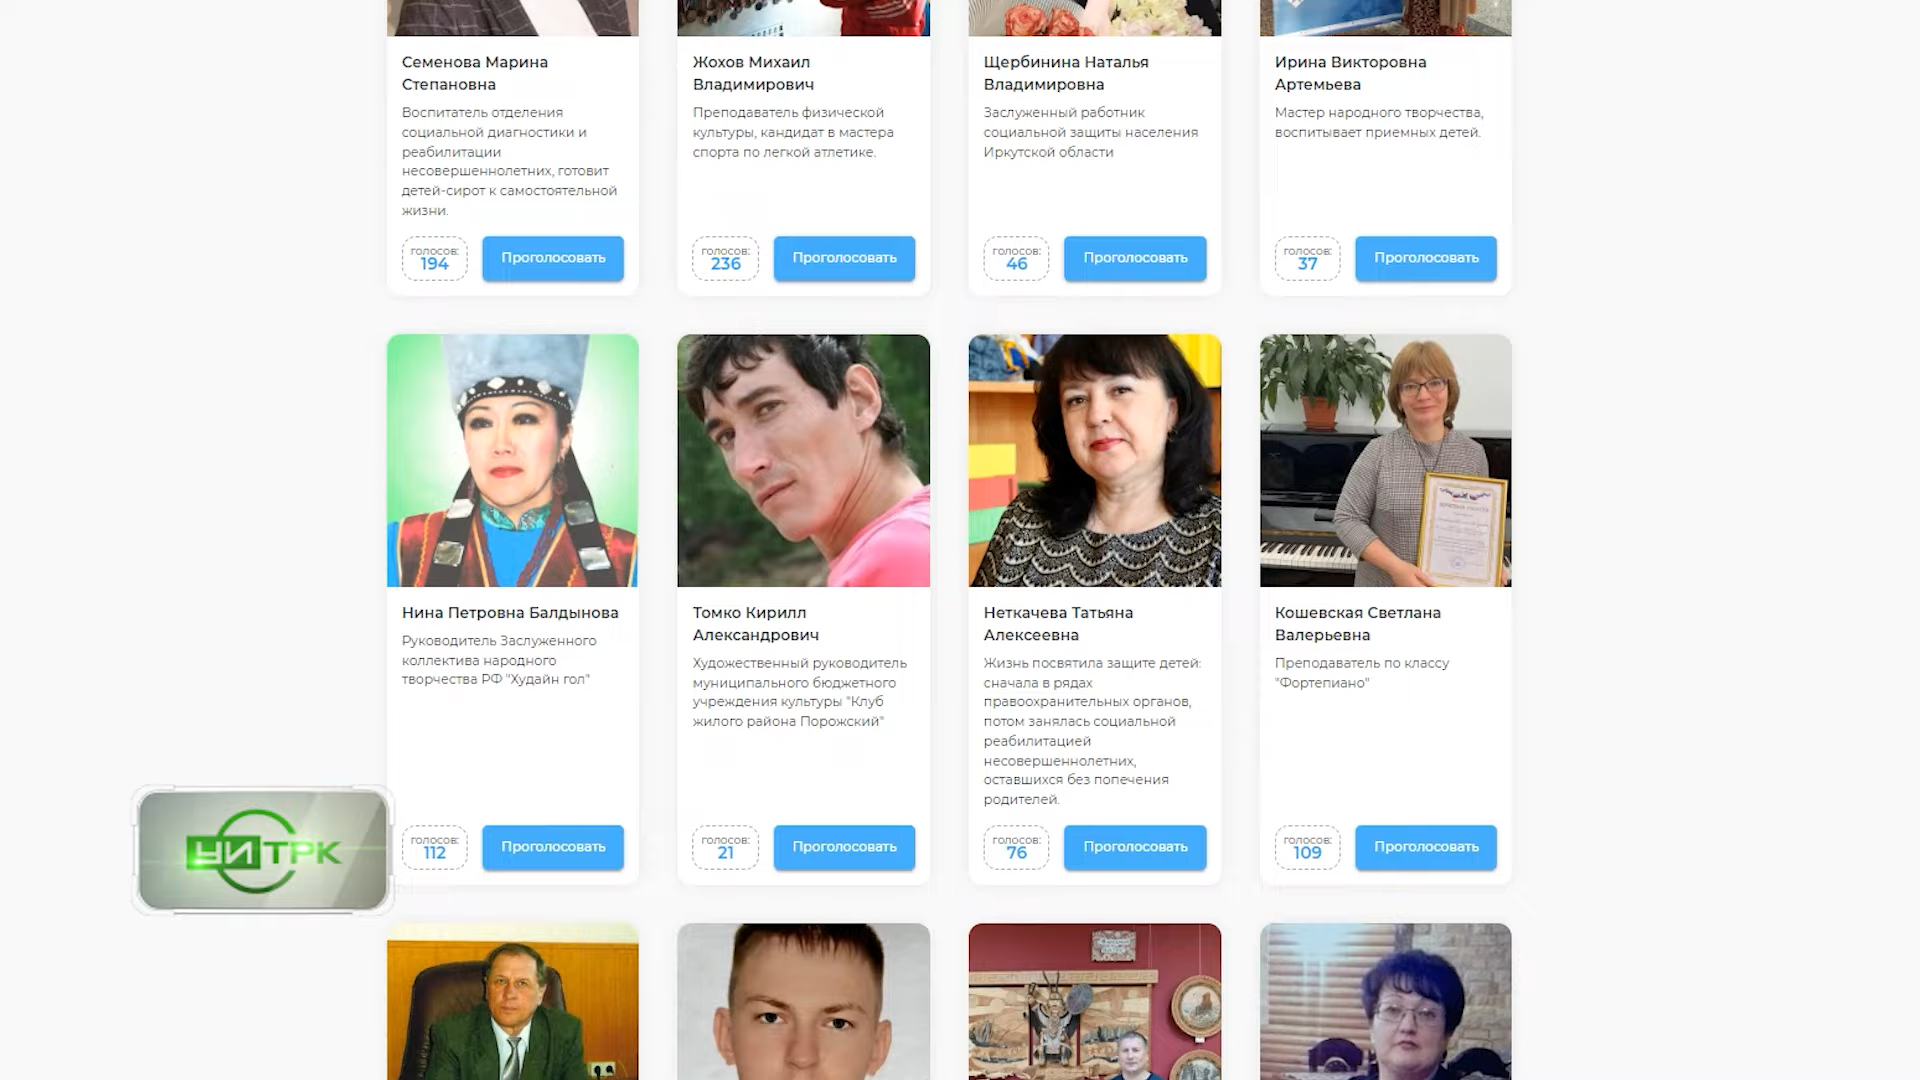 Семенова Марина
Степановна
Воспитатель отделения
социальной диагностики и
реабилитации
несовершеннолетних, готовит
детей-сирот к самостоятельной
жизни.
голосов:
194
Проголосовать
Жохов Михаил
Владимирович
Преподаватель физической
культуры, кандидат в мастера
спорта по легкой атлетике.
голосов:
236
Проголосовать
Щербинина Наталья
Владимировна
Заслуженный работник
социальной защиты населения
Иркутской области
голосов:
46
Проголосовать
Ирина Викторовна
Артемьева
Мастер народного творчества,
воспитывает приемных детей.
голосов:
37
Проголосовать
Нина Петровна Балдынова
Руководитель Заслуженного
коллектива народного
творчества РФ "Худайн гол"
голосов:
112
Проголосовать
Томко Кирилл
Александрович
Художественный руководитель
муниципального бюджетного
учреждения культуры "Клуб
жилого района Порожский"
голосов:
21
Проголосовать
Неткачева Татьяна
Алексеевна
Жизнь посвятила защите детей:
сначала в рядах
правоохранительных органов,
потом занялась социальной
реабилитацией
несовершеннолетних,
оставшихся без попечения
родителей.
голосов:
76
Проголосовать
Кошевская Светлана
Валерьевна
Преподаватель по классу
"Фортепиано"
голосов:
109
Проголосовать
УИТРК